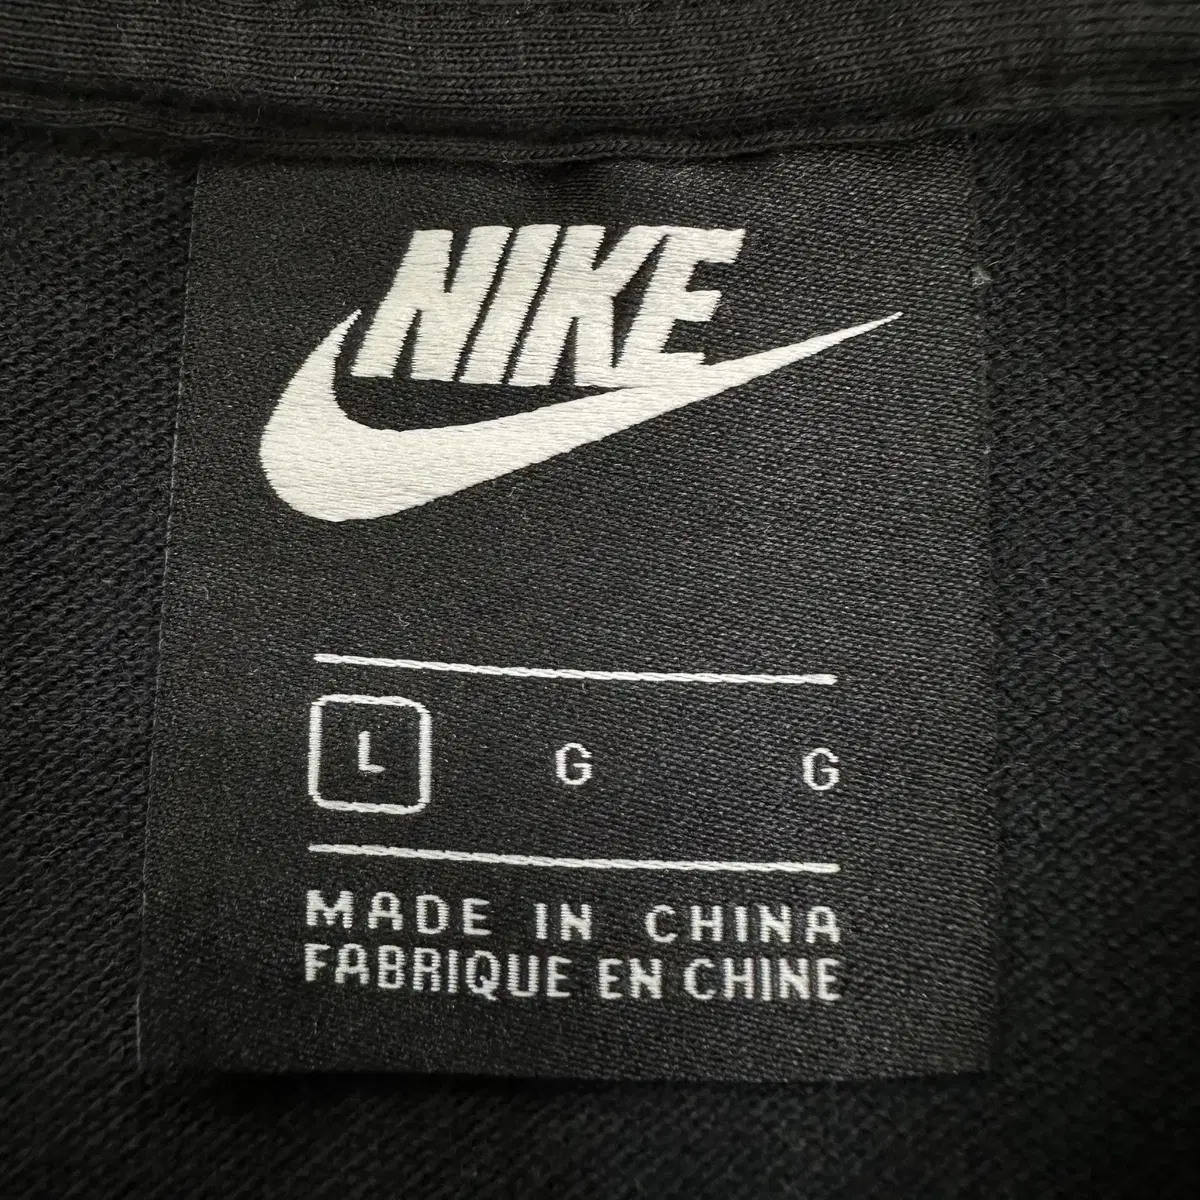 NIKE
L G G
MADE IN CHINA
FABRIQUE EN CHINE